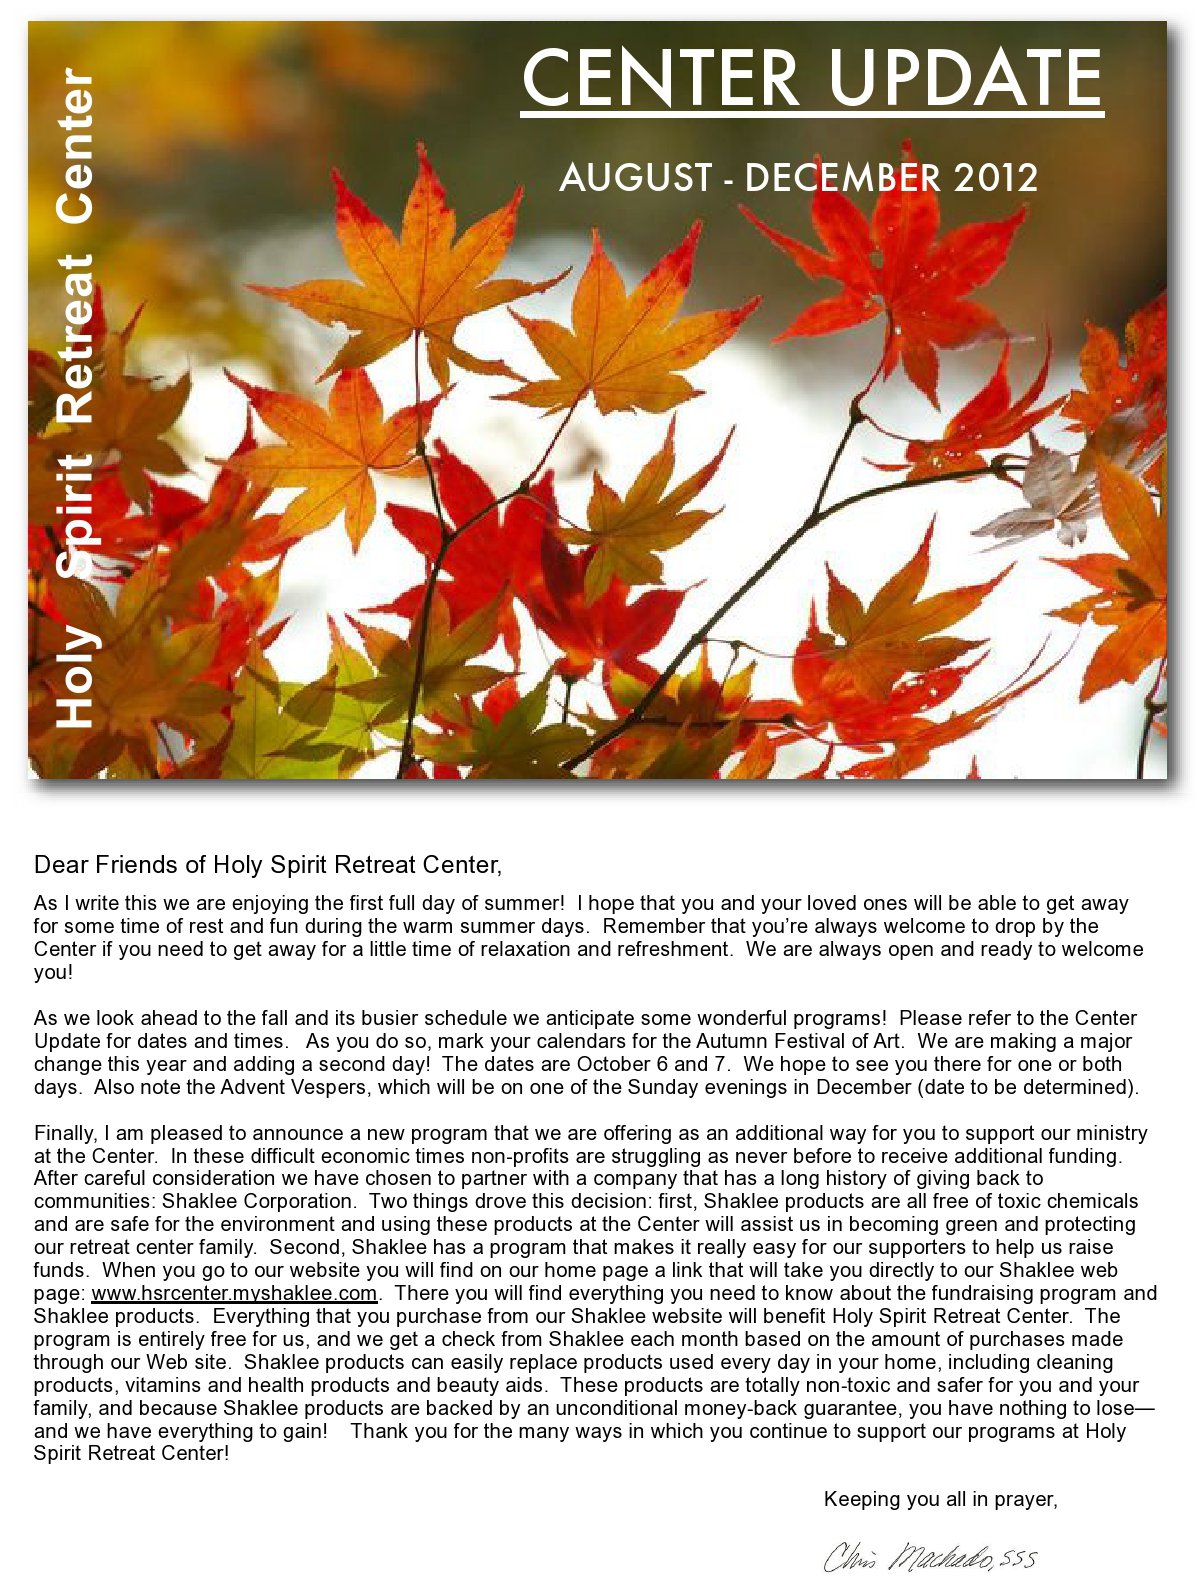 CENTER UPDATE
AUGUST - DECEMBER 2012
Holy Spirit Retreat Center
Dear Friends of Holy Spirit Retreat Center,
As I write this we are enjoying the first full day of summer!  I hope that you and your loved ones will be able to get away
for some time of rest and fun during the warm summer days.  Remember that you’re always welcome to drop by the
Center if you need to get away for a little time of relaxation and refreshment.  We are always open and ready to welcome
you!
As we look ahead to the fall and its busier schedule we anticipate some wonderful programs!  Please refer to the Center
Update for dates and times.   As you do so, mark your calendars for the Autumn Festival of Art.  We are making a major
change this year and adding a second day!  The dates are October 6 and 7.  We hope to see you there for one or both
days.  Also note the Advent Vespers, which will be on one of the Sunday evenings in December (date to be determined).
Finally, I am pleased to announce a new program that we are offering as an additional way for you to support our ministry
at the Center.  In these difficult economic times non-profits are struggling as never before to receive additional funding.
After careful consideration we have chosen to partner with a company that has a long history of giving back to
communities: Shaklee Corporation.  Two things drove this decision: first, Shaklee products are all free of toxic chemicals
and are safe for the environment and using these products at the Center will assist us in becoming green and protecting
our retreat center family.  Second, Shaklee has a program that makes it really easy for our supporters to help us raise
funds.  When you go to our website you will find on our home page a link that will take you directly to our Shaklee web
page: www.hsrcenter.myshaklee.com.  There you will find everything you need to know about the fundraising program and
Shaklee products.  Everything that you purchase from our Shaklee website will benefit Holy Spirit Retreat Center.  The
program is entirely free for us, and we get a check from Shaklee each month based on the amount of purchases made
through our Web site.  Shaklee products can easily replace products used every day in your home, including cleaning
products, vitamins and health products and beauty aids.  These products are totally non-toxic and safer for you and your
family, and because Shaklee products are backed by an unconditional money-back guarantee, you have nothing to lose—
and we have everything to gain!    Thank you for the many ways in which you continue to support our programs at Holy
Spirit Retreat Center!
Keeping you all in prayer,
Chris Machado, SSS